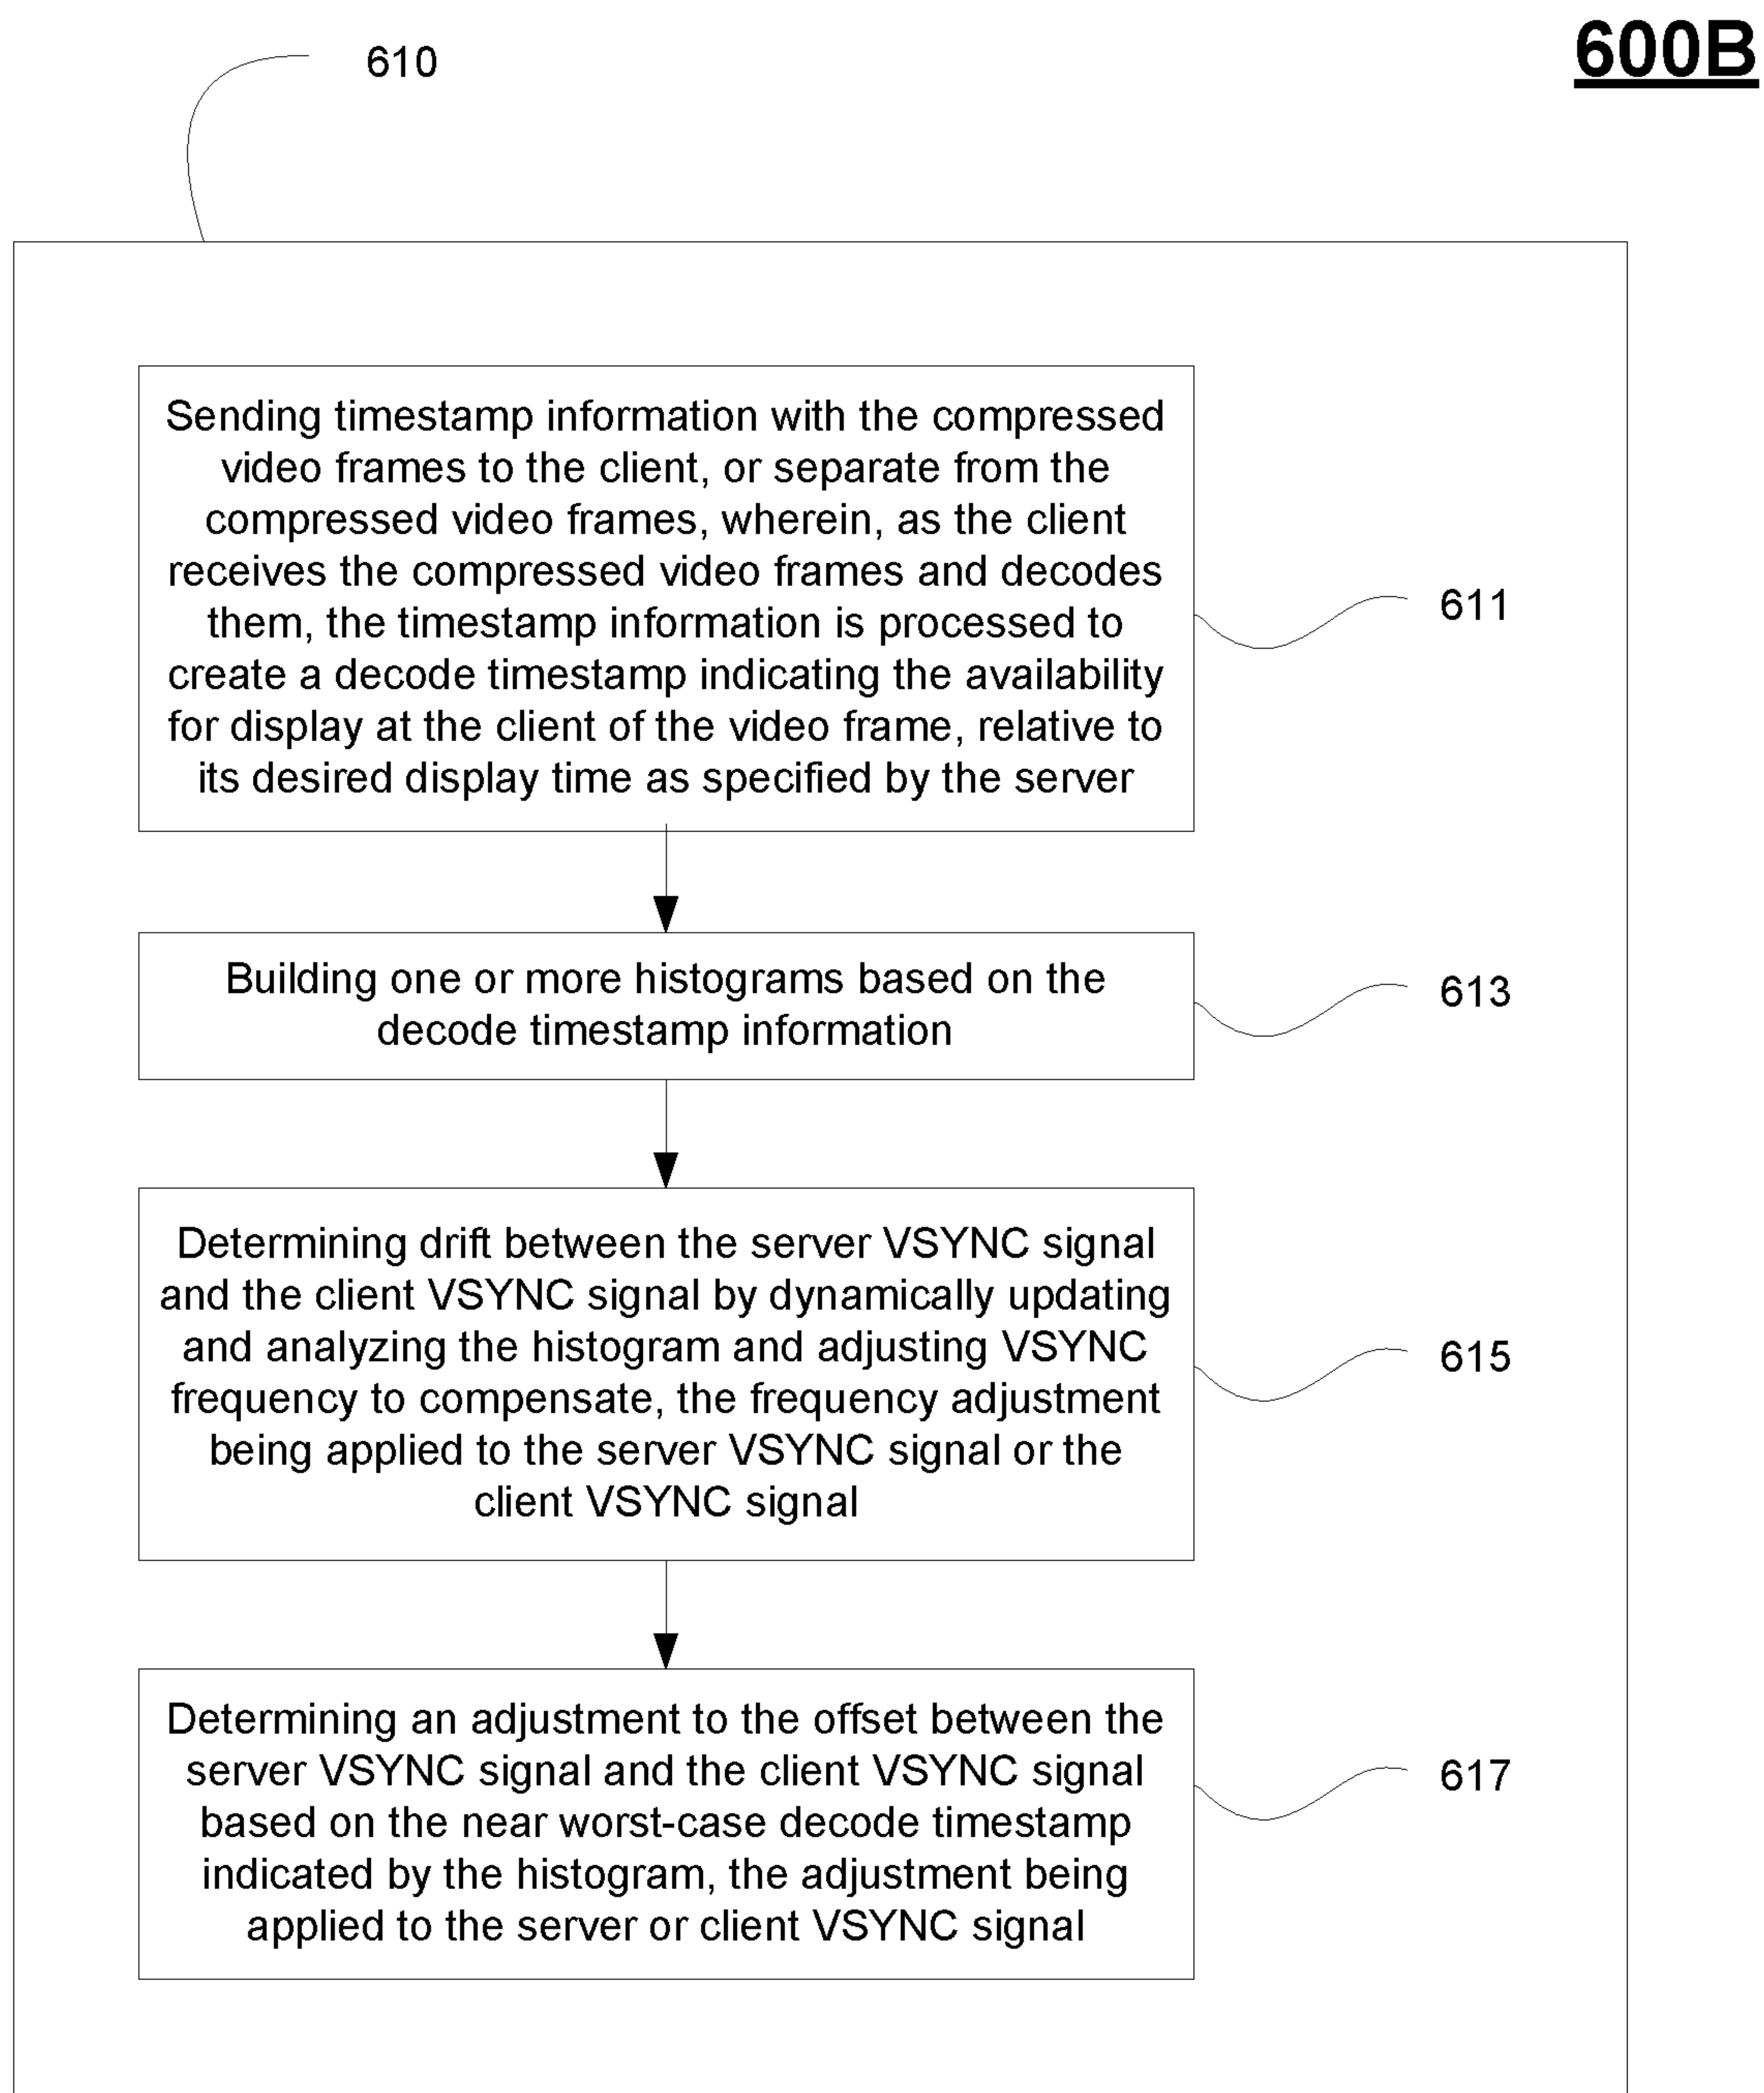 600B
610
Sending timestamp information with the compressed
video frames to the client, or separate from the
compressed video frames, wherein, as the client
receives the compressed video frames and decodes
them, the timestamp information is processed to
create a decode timestamp indicating the availability
for display at the client of the video frame, relative to
its desired display time as specified by the server
611
Building one or more histograms based on the
decode timestamp information
613
Determining drift between the server VSYNC signal
and the client VSYNC signal by dynamically updating
and analyzing the histogram and adjusting VSYNC
frequency to compensate, the frequency adjustment
being applied to the server VSYNC signal or the
client VSYNC signal
615
Determining an adjustment to the offset between the
server VSYNC signal and the client VSYNC signal
based on the near worst-case decode timestamp
indicated by the histogram, the adjustment being
applied to the server or client VSYNC signal
617